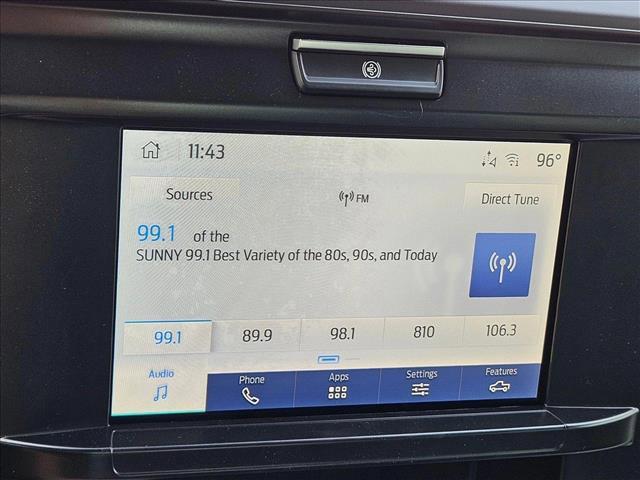 11:43 96°
Sources FM Direct Tune
99.1 of the
SUNNY 99.1 Best Variety of the 80s, 90s, and Today
99.1 89.9 98.1 810 106.3
Audio Phone Apps Settings Features